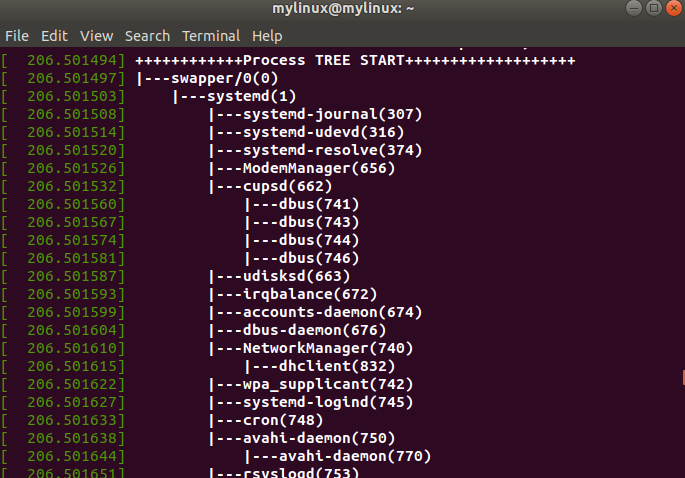 mylinux@mylinux: ~
File Edit View Search Terminal Help
[  206.501494] ++++++++++++Process TREE START+++++++++++++++++++
[  206.501497] |---swapper/0(0)
[  206.501503]     |---systemd(1)
[  206.501508]         |---systemd-journal(307)
[  206.501514]         |---systemd-udevd(316)
[  206.501520]         |---systemd-resolve(374)
[  206.501526]         |---ModemManager(656)
[  206.501532]         |---cupsd(662)
[  206.501560]             |---dbus(741)
[  206.501567]             |---dbus(743)
[  206.501574]             |---dbus(744)
[  206.501581]             |---dbus(746)
[  206.501587]         |---udisksd(663)
[  206.501593]         |---irqbalance(672)
[  206.501599]         |---accounts-daemon(674)
[  206.501604]         |---dbus-daemon(676)
[  206.501610]         |---NetworkManager(740)
[  206.501615]             |---dhclient(832)
[  206.501622]         |---wpa_supplicant(742)
[  206.501627]         |---systemd-logind(745)
[  206.501633]         |---cron(748)
[  206.501638]         |---avahi-daemon(750)
[  206.501644]             |---avahi-daemon(770)
[  206.501651]         |---rsyslogd(753)